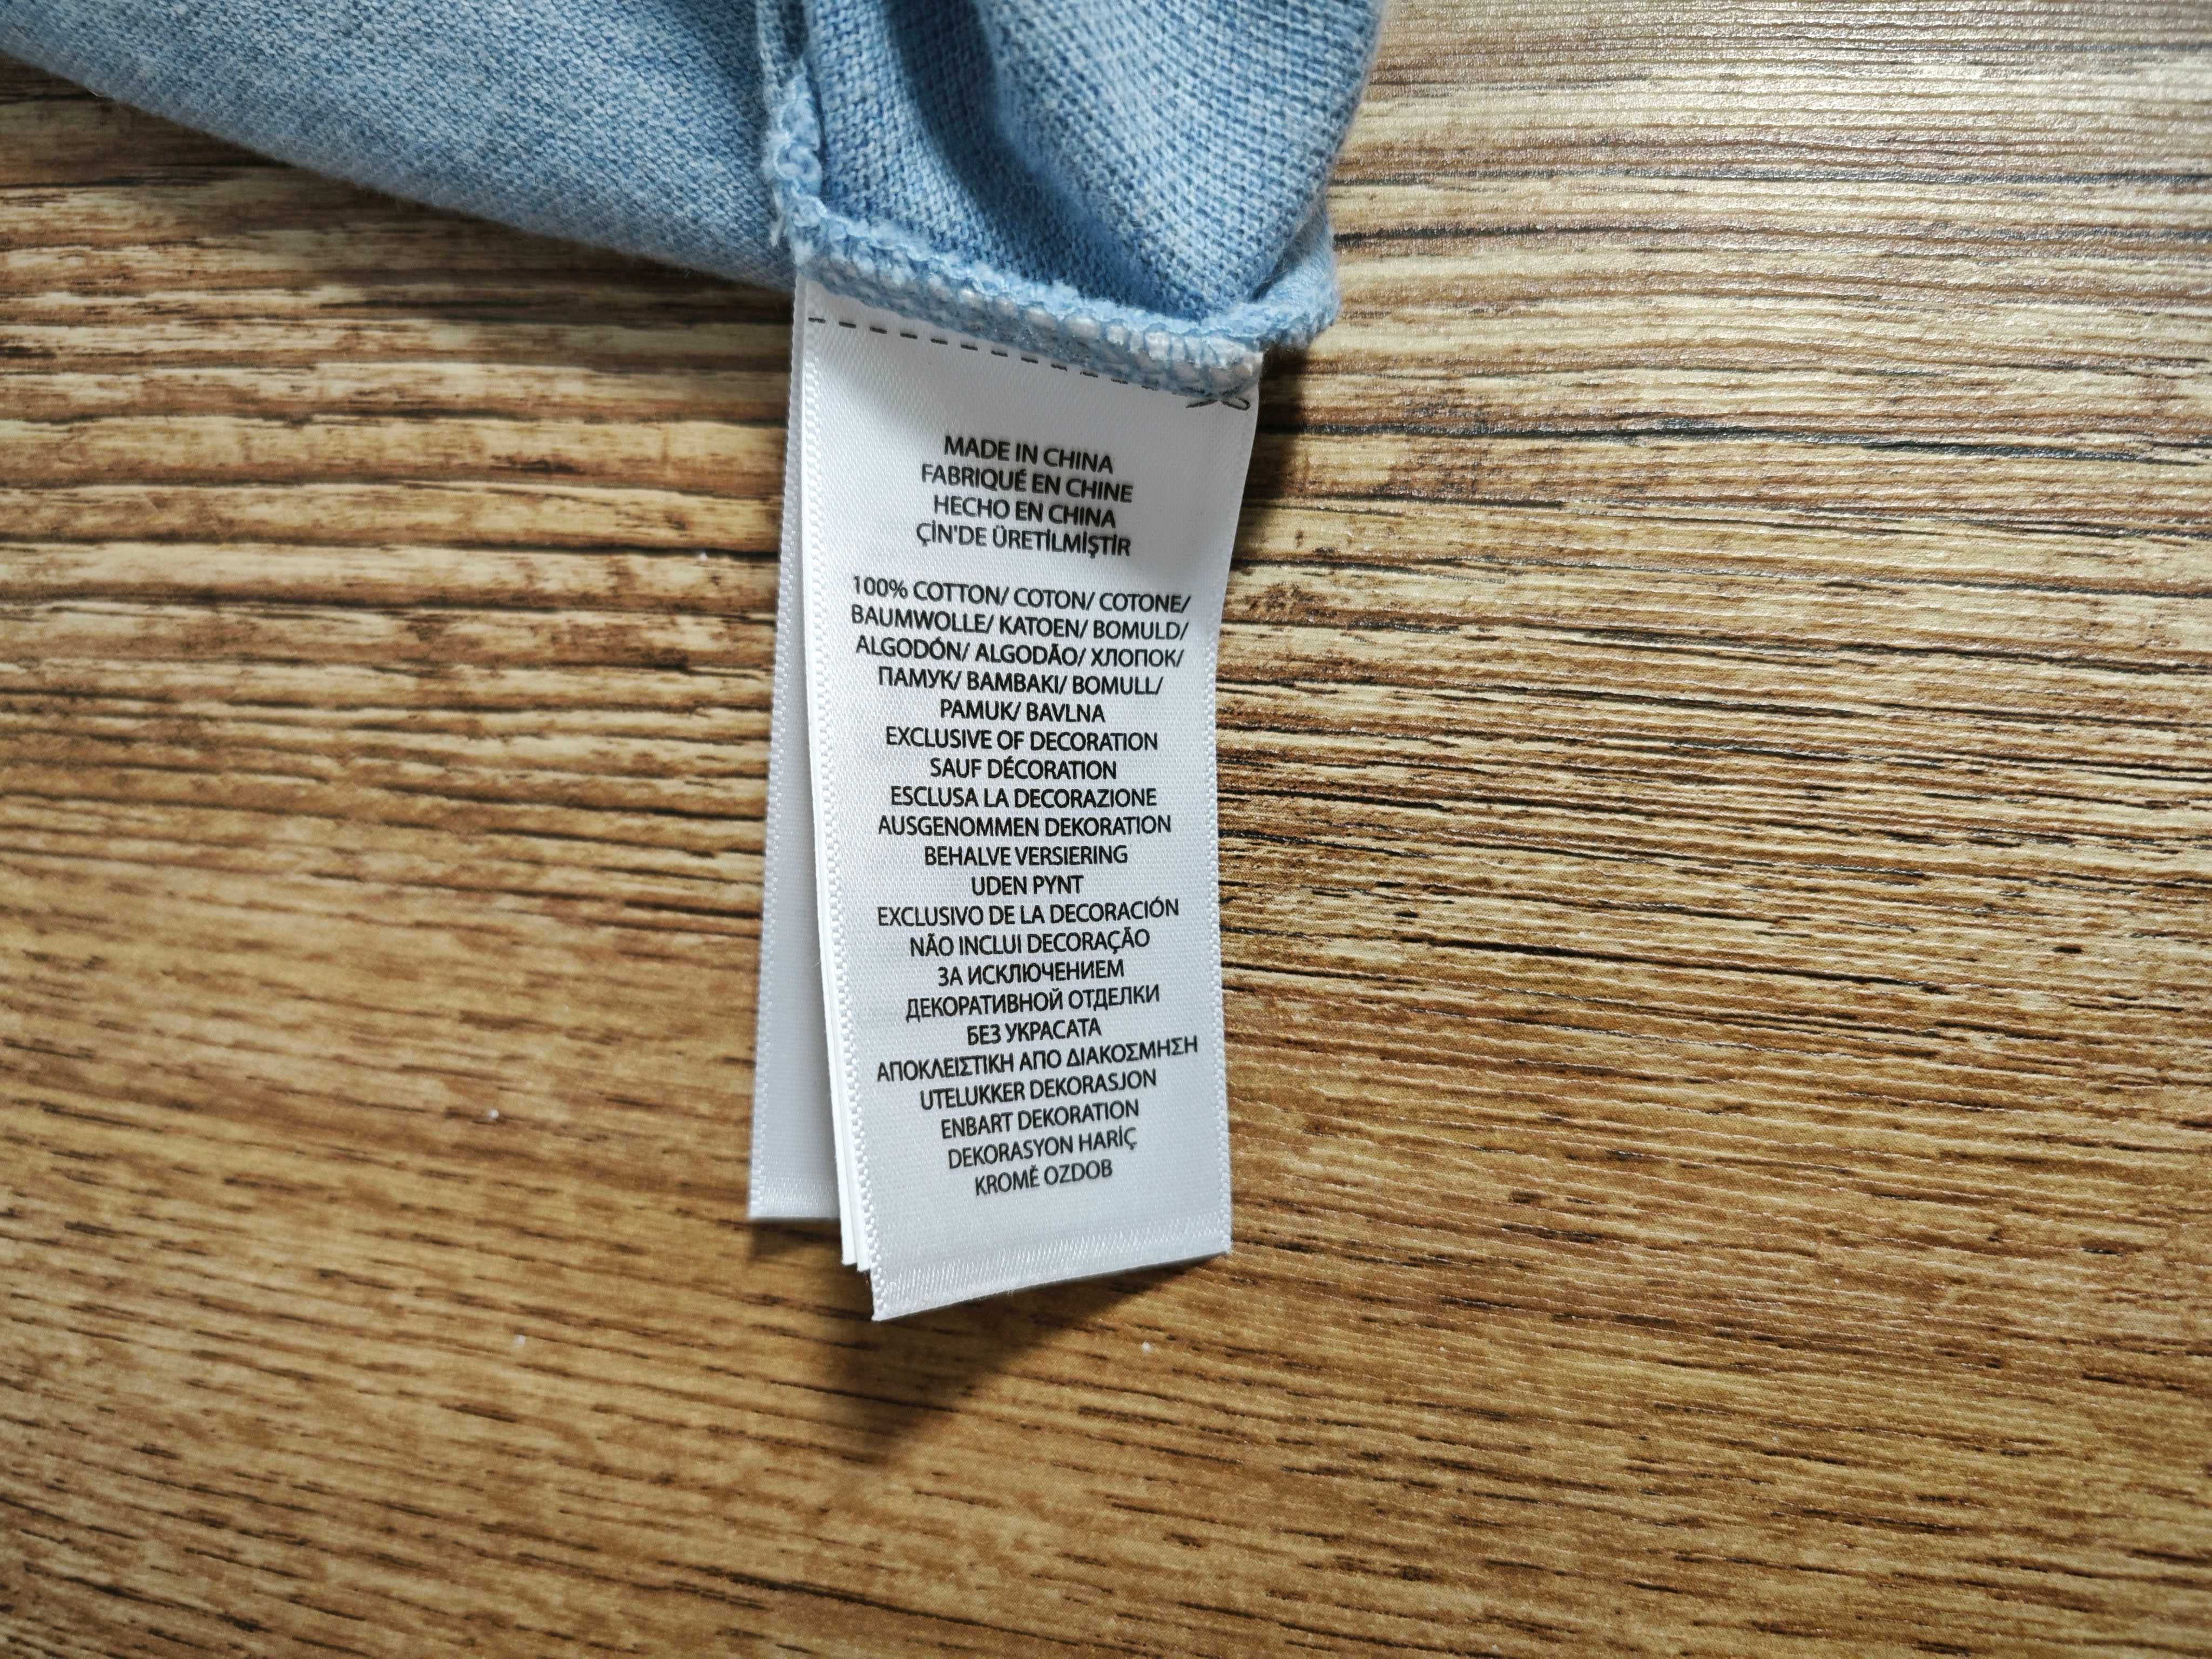 MADE IN CHINA
FABRIQUÉ EN CHINE
HECHO EN CHINA
ÇİN'DE ÜRETİLMİŞTİR
100% COTTON/ COTON/ COTONE/
BAUMWOLLE/ KATOEN/ BOMULD/
ALGODÓN/ ALGODÃO/ ХЛОПОК/
ПАМУК/ ΒΑΜΒΑΚΙ/ BOMULL/
PAMUK/ BAVLNA
EXCLUSIVE OF DECORATION
SAUF DÉCORATION
ESCLUSA LA DECORAZIONE
AUSGENOMMEN DEKORATION
BEHALVE VERSIERING
UDEN PYNT
EXCLUSIVO DE LA DECORACIÓN
NÃO INCLUI DECORAÇÃO
ЗА ИСКЛЮЧЕНИЕМ
ДЕКОРАТИВНОЙ ОТДЕЛКИ
БЕЗ УКРАСАТА
ΑΠΟΚΛΕΙΣΤΙΚΗ ΑΠΟ ΔΙΑΚΟΣΜΗΣΗ
UTELUKKER DEKORASJON
ENBART DEKORATION
DEKORASYON HARİÇ
KROMĚ OZDOB